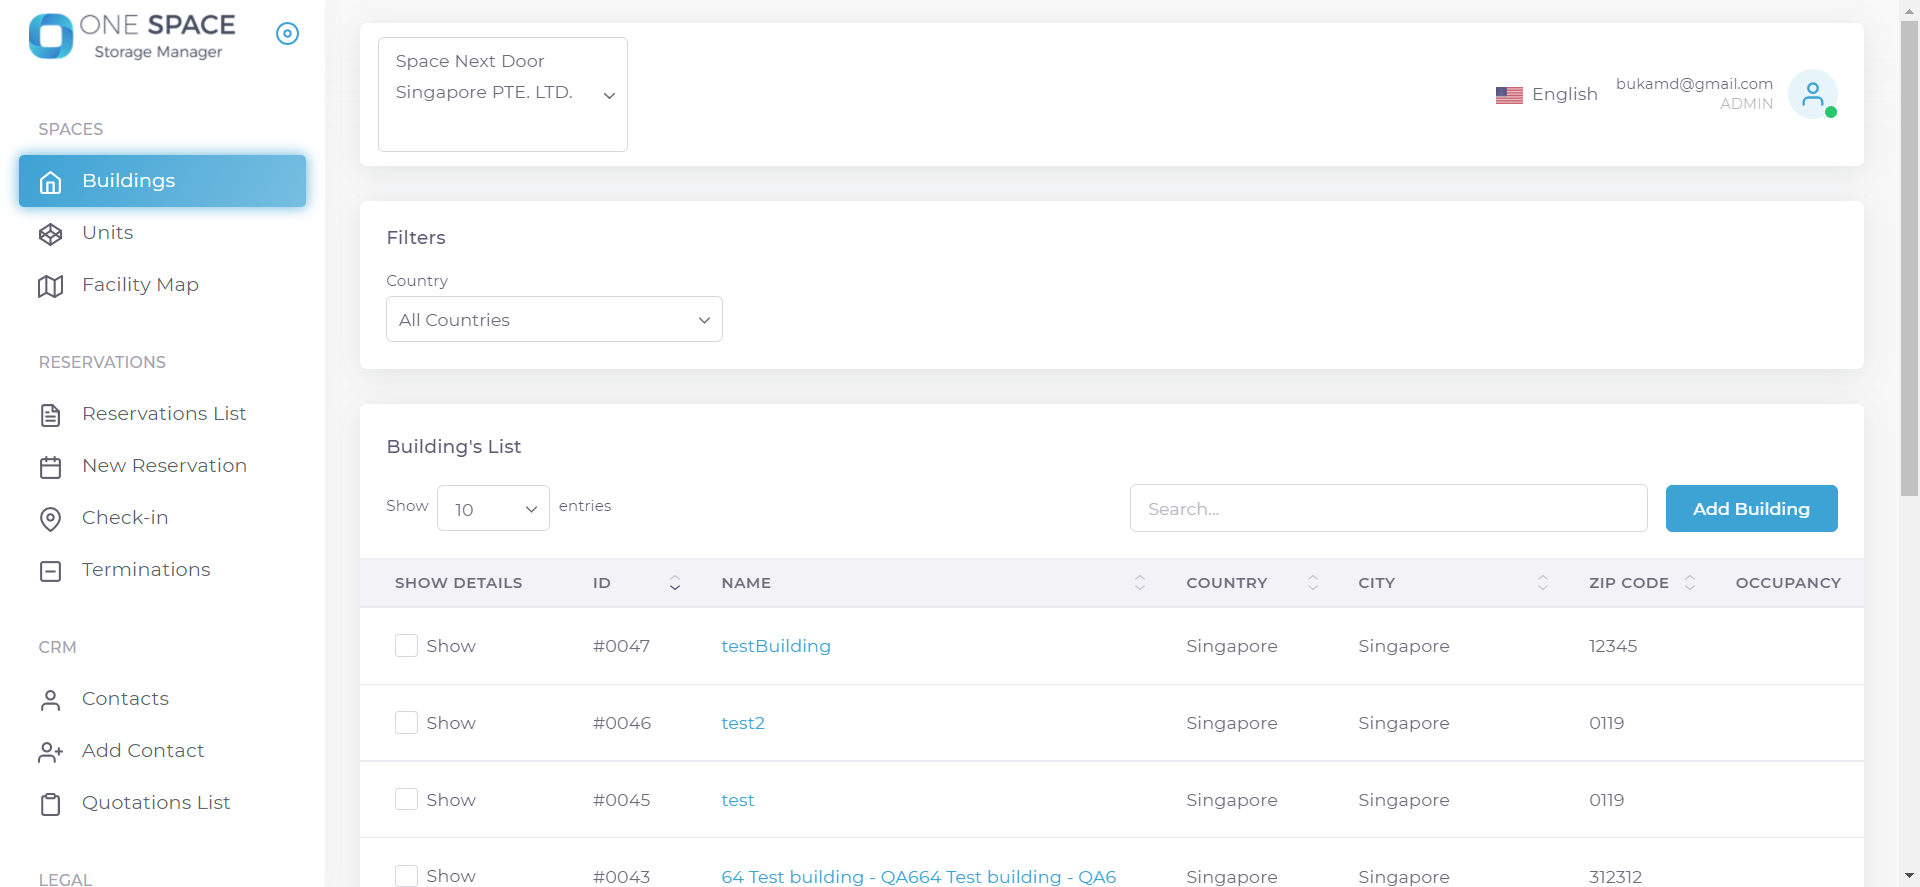 ONE SPACE
Storage Manager
SPACES
Buildings
Units
Facility Map
RESERVATIONS
Reservations List
New Reservation
Check-in
Terminations
CRM
Contacts
Add Contact
Quotations List
LEGAL
Space Next Door
Singapore PTE. LTD.
English
bukamd@gmail.com
ADMIN
Filters
Country
All Countries
Building's List
Show 10 entries
Search...
Add Building
SHOW DETAILS ID NAME COUNTRY CITY ZIP CODE OCCUPANCY
Show #0047 testBuilding Singapore Singapore 12345
Show #0046 test2 Singapore Singapore 0119
Show #0045 test Singapore Singapore 0119
Show #0043 64 Test building - QA664 Test building - QA6 Singapore Singapore 312312